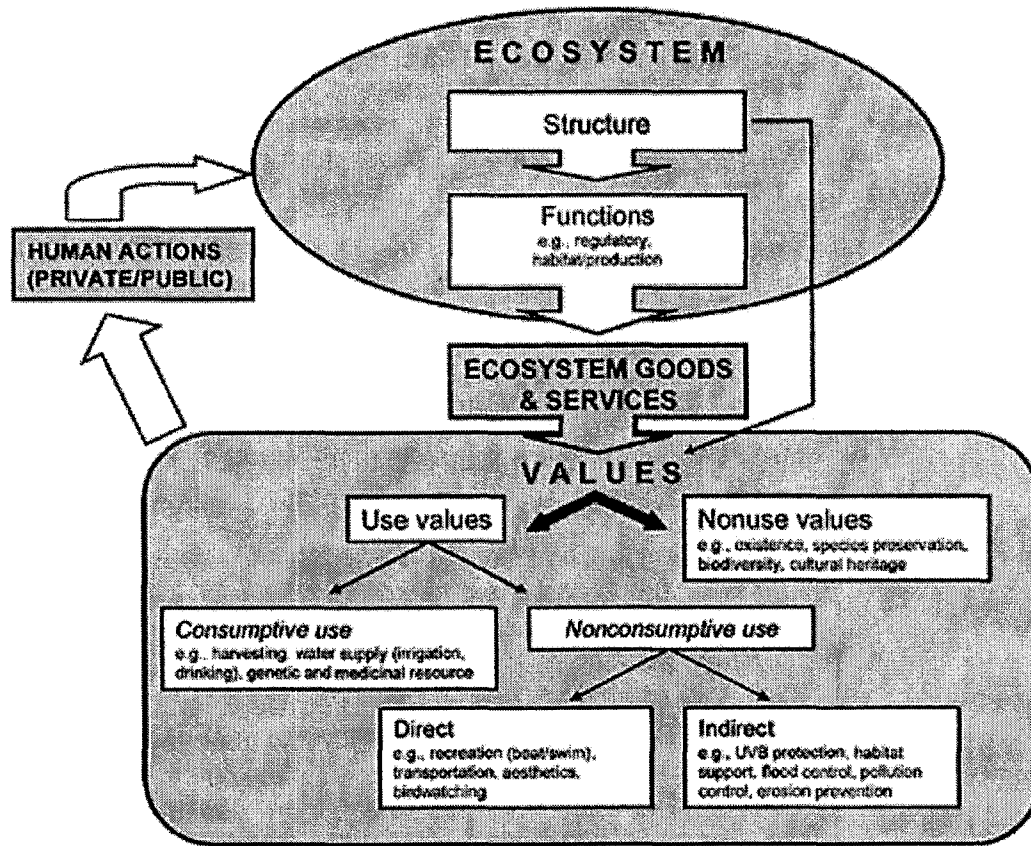 ECOSYSTEM
Structure
Functions
e.g., regulatory,
habitat/production
HUMAN ACTIONS
(PRIVATE/PUBLIC)
ECOSYSTEM GOODS
& SERVICES
VALUES
Use values
Nonuse values
e.g., existence, species preservation,
biodiversity, cultural heritage
Consumptive use
e.g., harvesting, water supply (irrigation,
drinking), genetic and medicinal resource
Nonconsumptive use
Direct
e.g., recreation (boat/swim),
transportation, aesthetics,
birdwatching
Indirect
e.g., UVB protection, habitat
support, flood control, pollution
control, erosion prevention